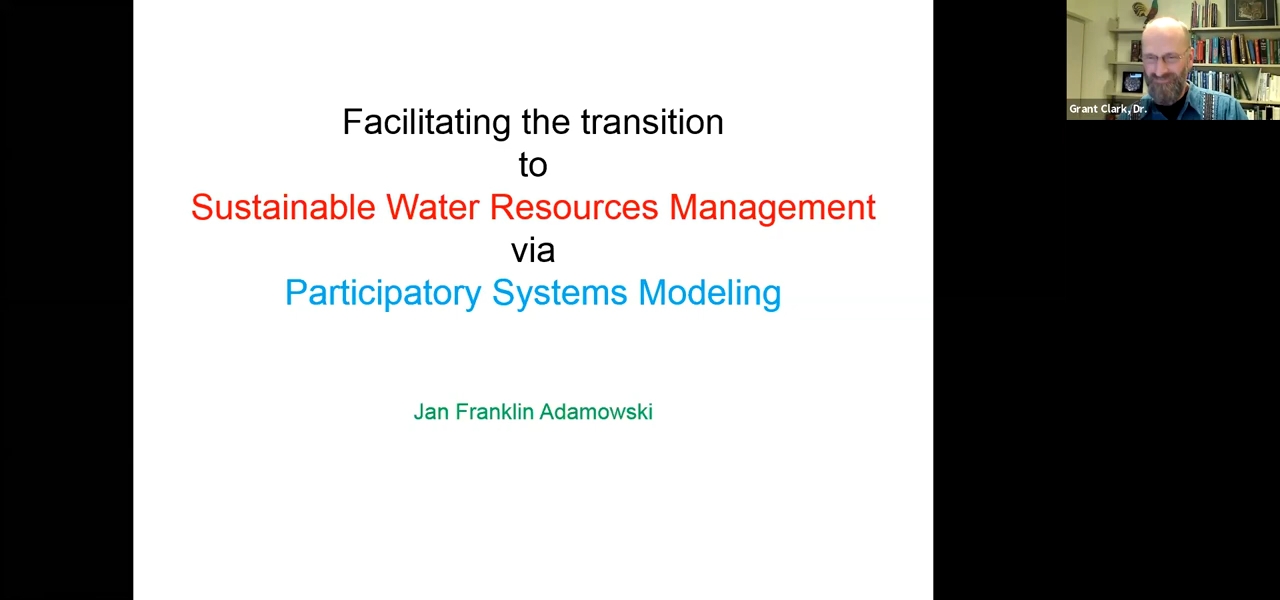 Facilitating the transition
to
Sustainable Water Resources Management
via
Participatory Systems Modeling
Jan Franklin Adamowski
Grant Clark, Dr.